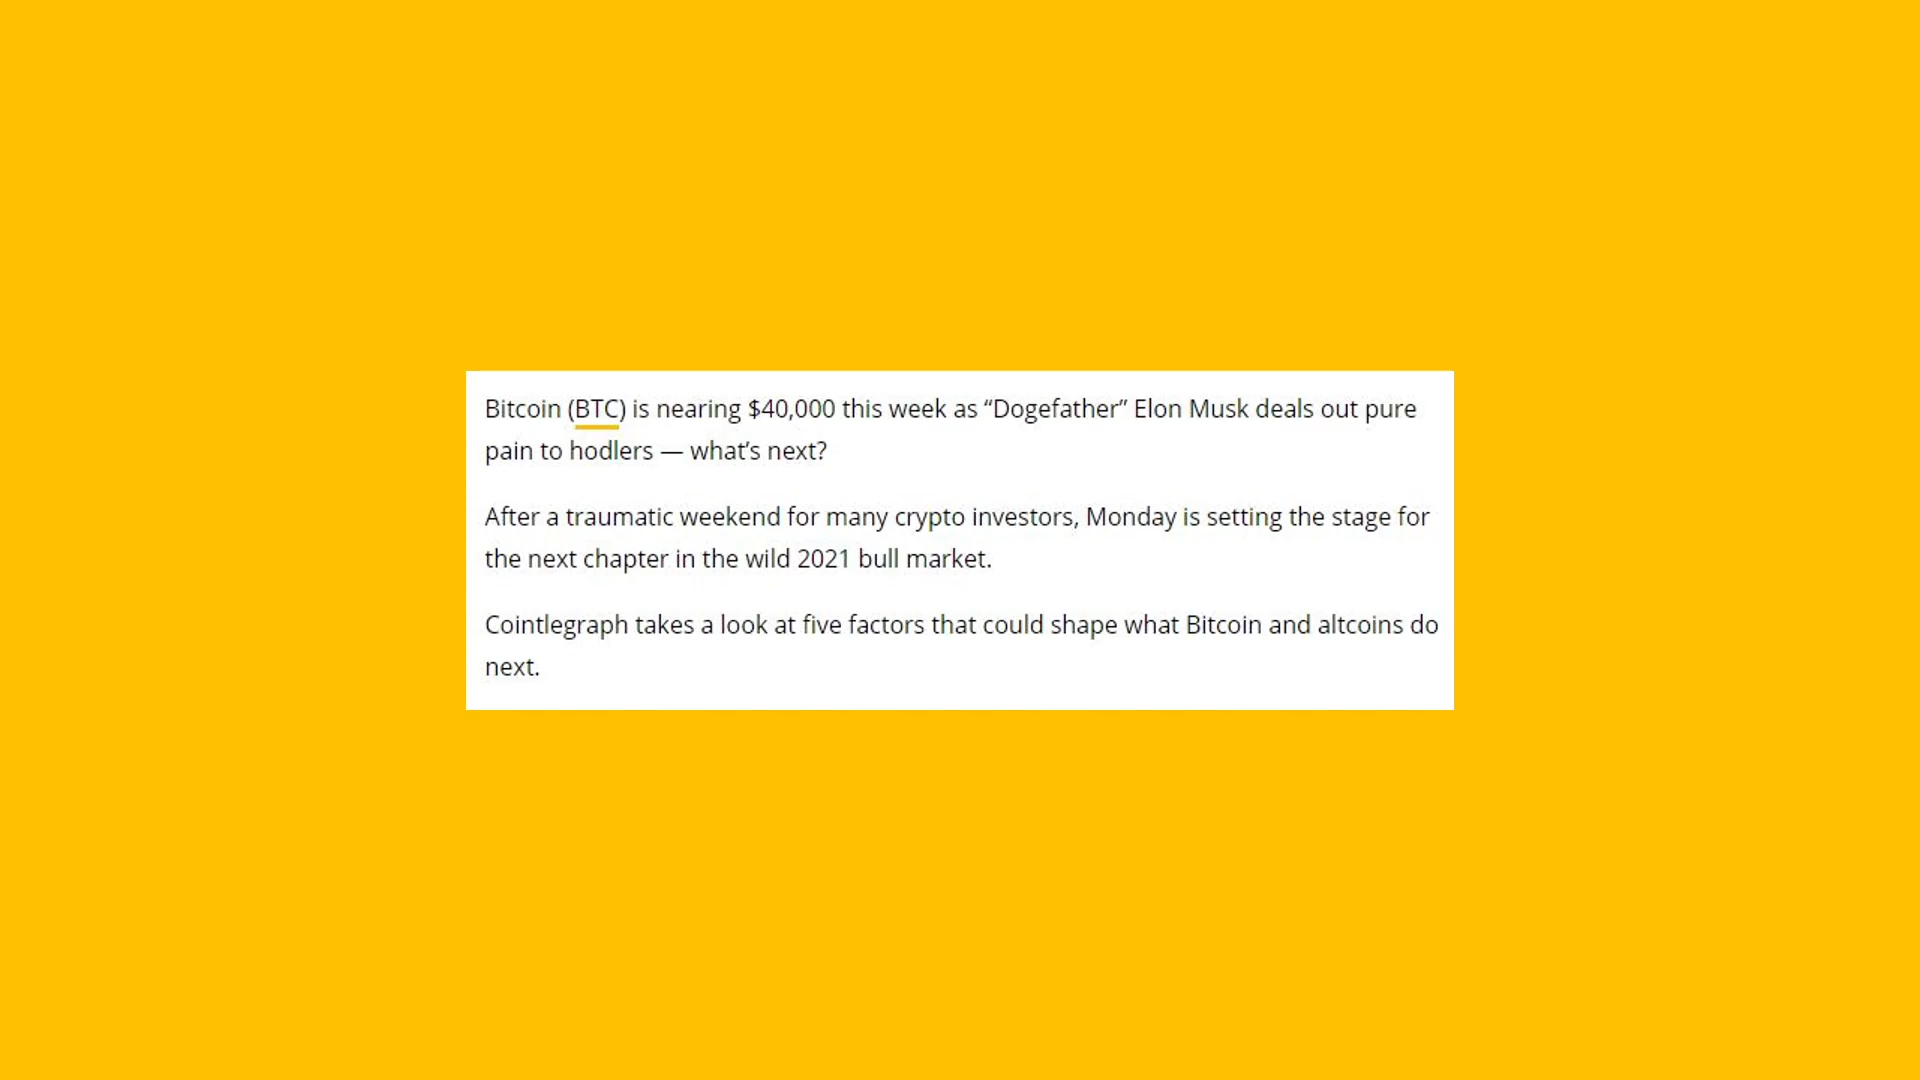 Bitcoin (BTC) is nearing $40,000 this week as “Dogefather” Elon Musk deals out pure
pain to hodlers — what’s next?
After a traumatic weekend for many crypto investors, Monday is setting the stage for
the next chapter in the wild 2021 bull market.
Cointlegraph takes a look at five factors that could shape what Bitcoin and altcoins do
next.